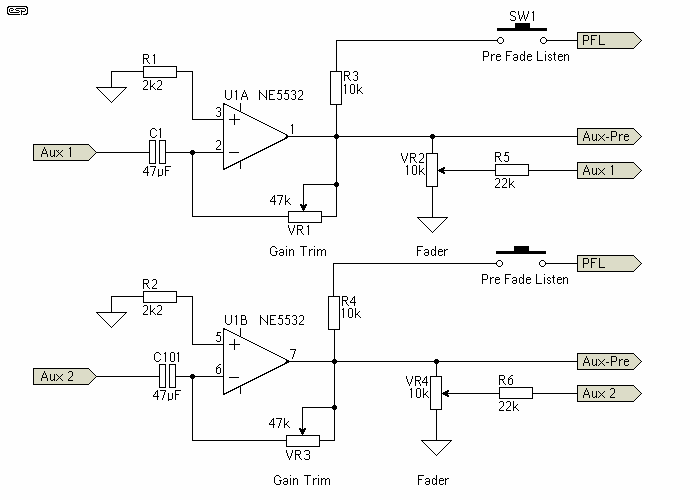 esp
SW1
PFL
Pre Fade Listen
R1
2k2
R3
10k
U1A NE5532
3
+
1
Aux-Pre
C1
2
−
Aux 1
47µF
VR2
10k
R5
22k
Aux 1
47k
VR1
Gain Trim
Fader
PFL
Pre Fade Listen
R2
2k2
R4
10k
U1B NE5532
5
+
7
Aux-Pre
C101
6
−
Aux 2
47µF
VR4
10k
R6
22k
Aux 2
47k
VR3
Gain Trim
Fader